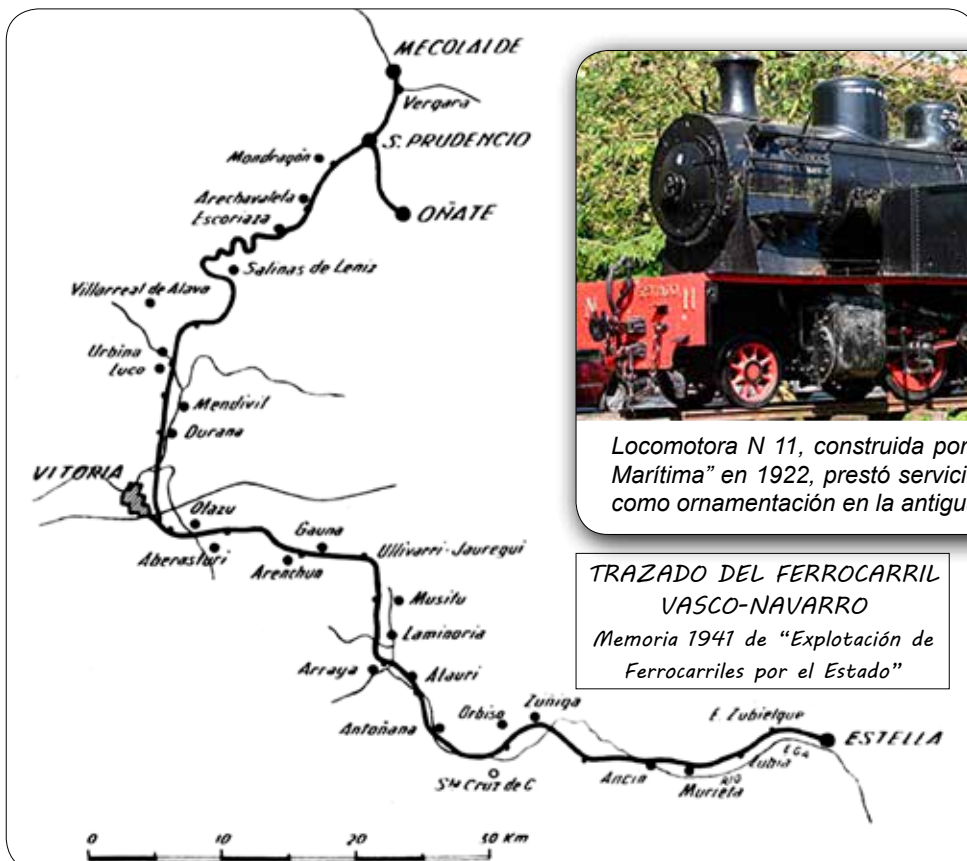 MECOLALDE
Vergara
S. PRUDENCIO
Mondragón
Arechavaleta
Escoriaza
OÑATE
Salinas de Leniz
Villarreal de Alava
Urbina
Luco
Mendivil
Durana
VITORIA
Olazu
Aberasturi
Gauna
Arenchun
Ullivarri-Jauregui
Musitu
Laminoria
Arraya
Alauri
Antoñana
Orbiso
Zúñiga
Sta Cruz de C
Ancin
Murieta
RIO
EGA
Zubia
E. Zubielque
ESTELLA
0 10 20 30 Km
N 11
Locomotora N 11, construida por
Marítima” en 1922, prestó servici
como ornamentación en la antigu
TRAZADO DEL FERROCARRIL
VASCO-NAVARRO
Memoria 1941 de “Explotación de
Ferrocarriles por el Estado”